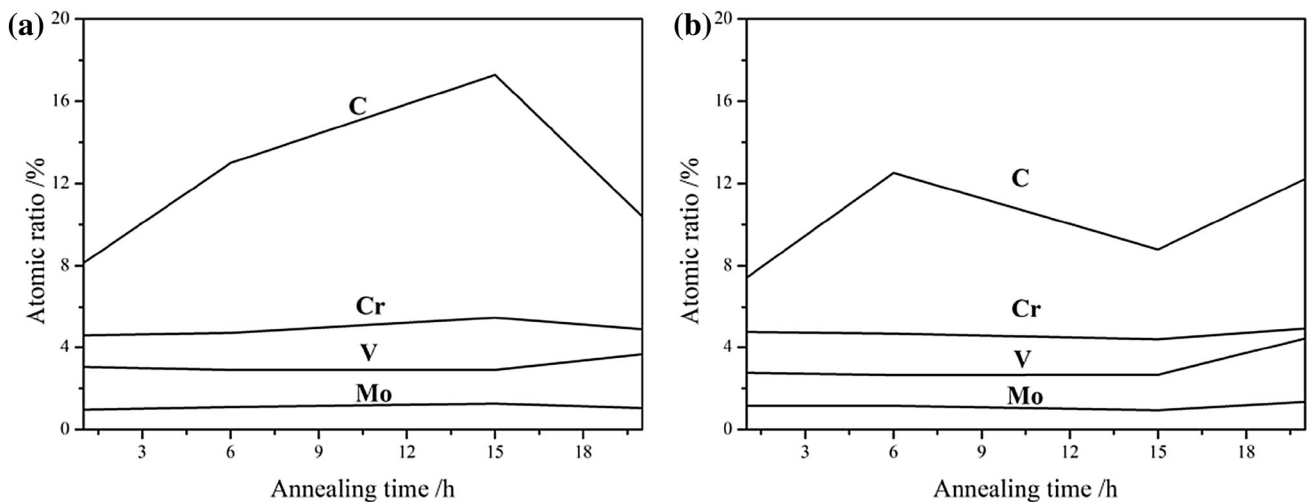 (a)
Atomic ratio /%
20
16
12
8
4
0
C
Cr
V
Mo
3 6 9 12 15 18
Annealing time /h
(b)
Atomic ratio /%
20
16
12
8
4
0
C
Cr
V
Mo
3 6 9 12 15 18
Annealing time /h